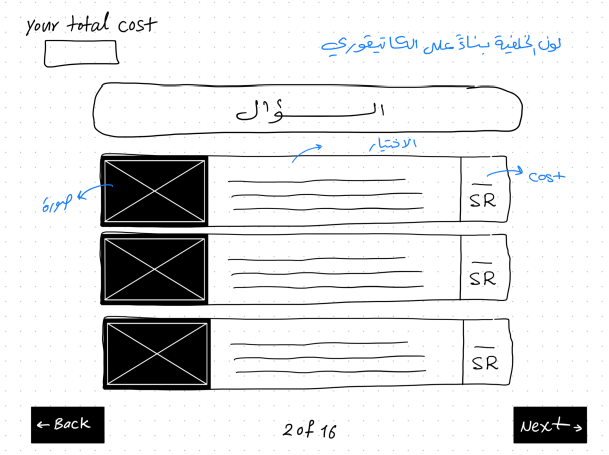 your total cost
لون الخلفية بناءً على الكاتيقوري
السـؤال
الاختيار
صورة
cost
SR
SR
SR
← Back
2 of 16
Next →